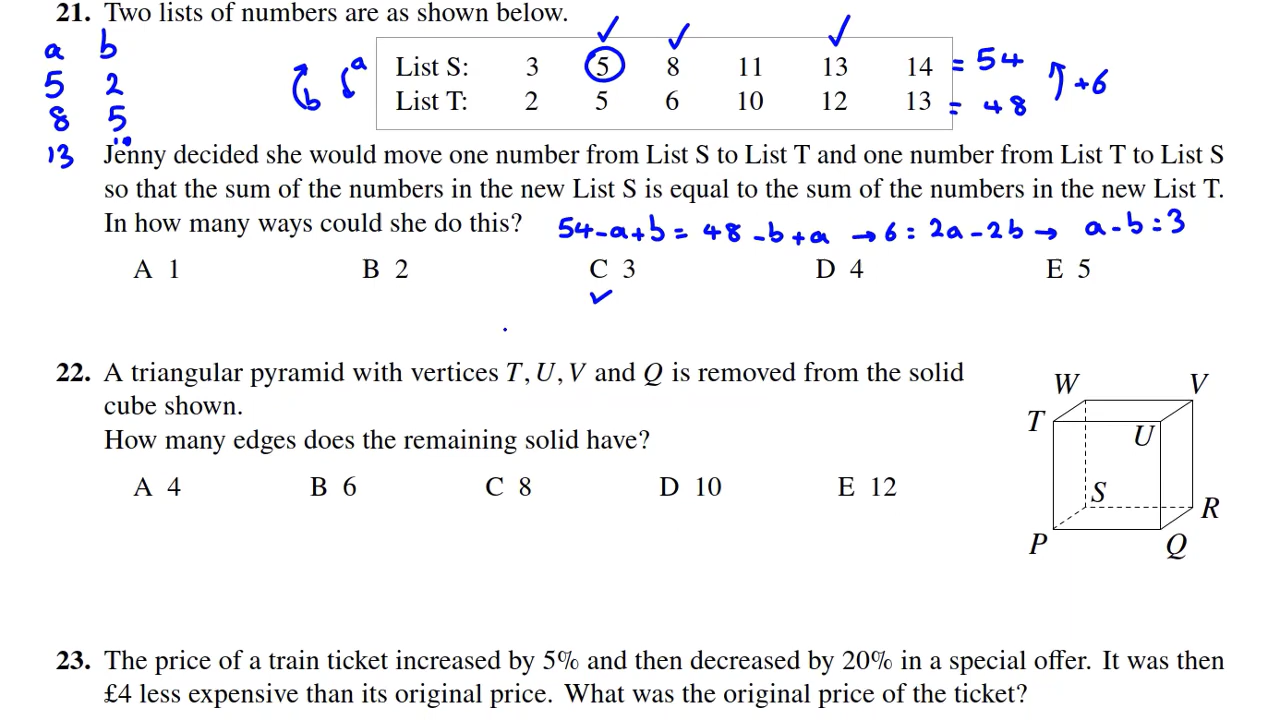 21. Two lists of numbers are as shown below.
a b
5 2
8 5
13 10
a
b
List S: 3 5 8 11 13 14 = 54
List T: 2 5 6 10 12 13 = 48
+6
Jenny decided she would move one number from List S to List T and one number from List T to List S
so that the sum of the numbers in the new List S is equal to the sum of the numbers in the new List T.
In how many ways could she do this? 54-a+b = 48-b+a → 6 = 2a-2b → a-b=3
A 1 B 2 C 3 D 4 E 5
22. A triangular pyramid with vertices T, U, V and Q is removed from the solid
cube shown.
How many edges does the remaining solid have?
A 4 B 6 C 8 D 10 E 12
W V
T U
S R
P Q
23. The price of a train ticket increased by 5% and then decreased by 20% in a special offer. It was then
£4 less expensive than its original price. What was the original price of the ticket?